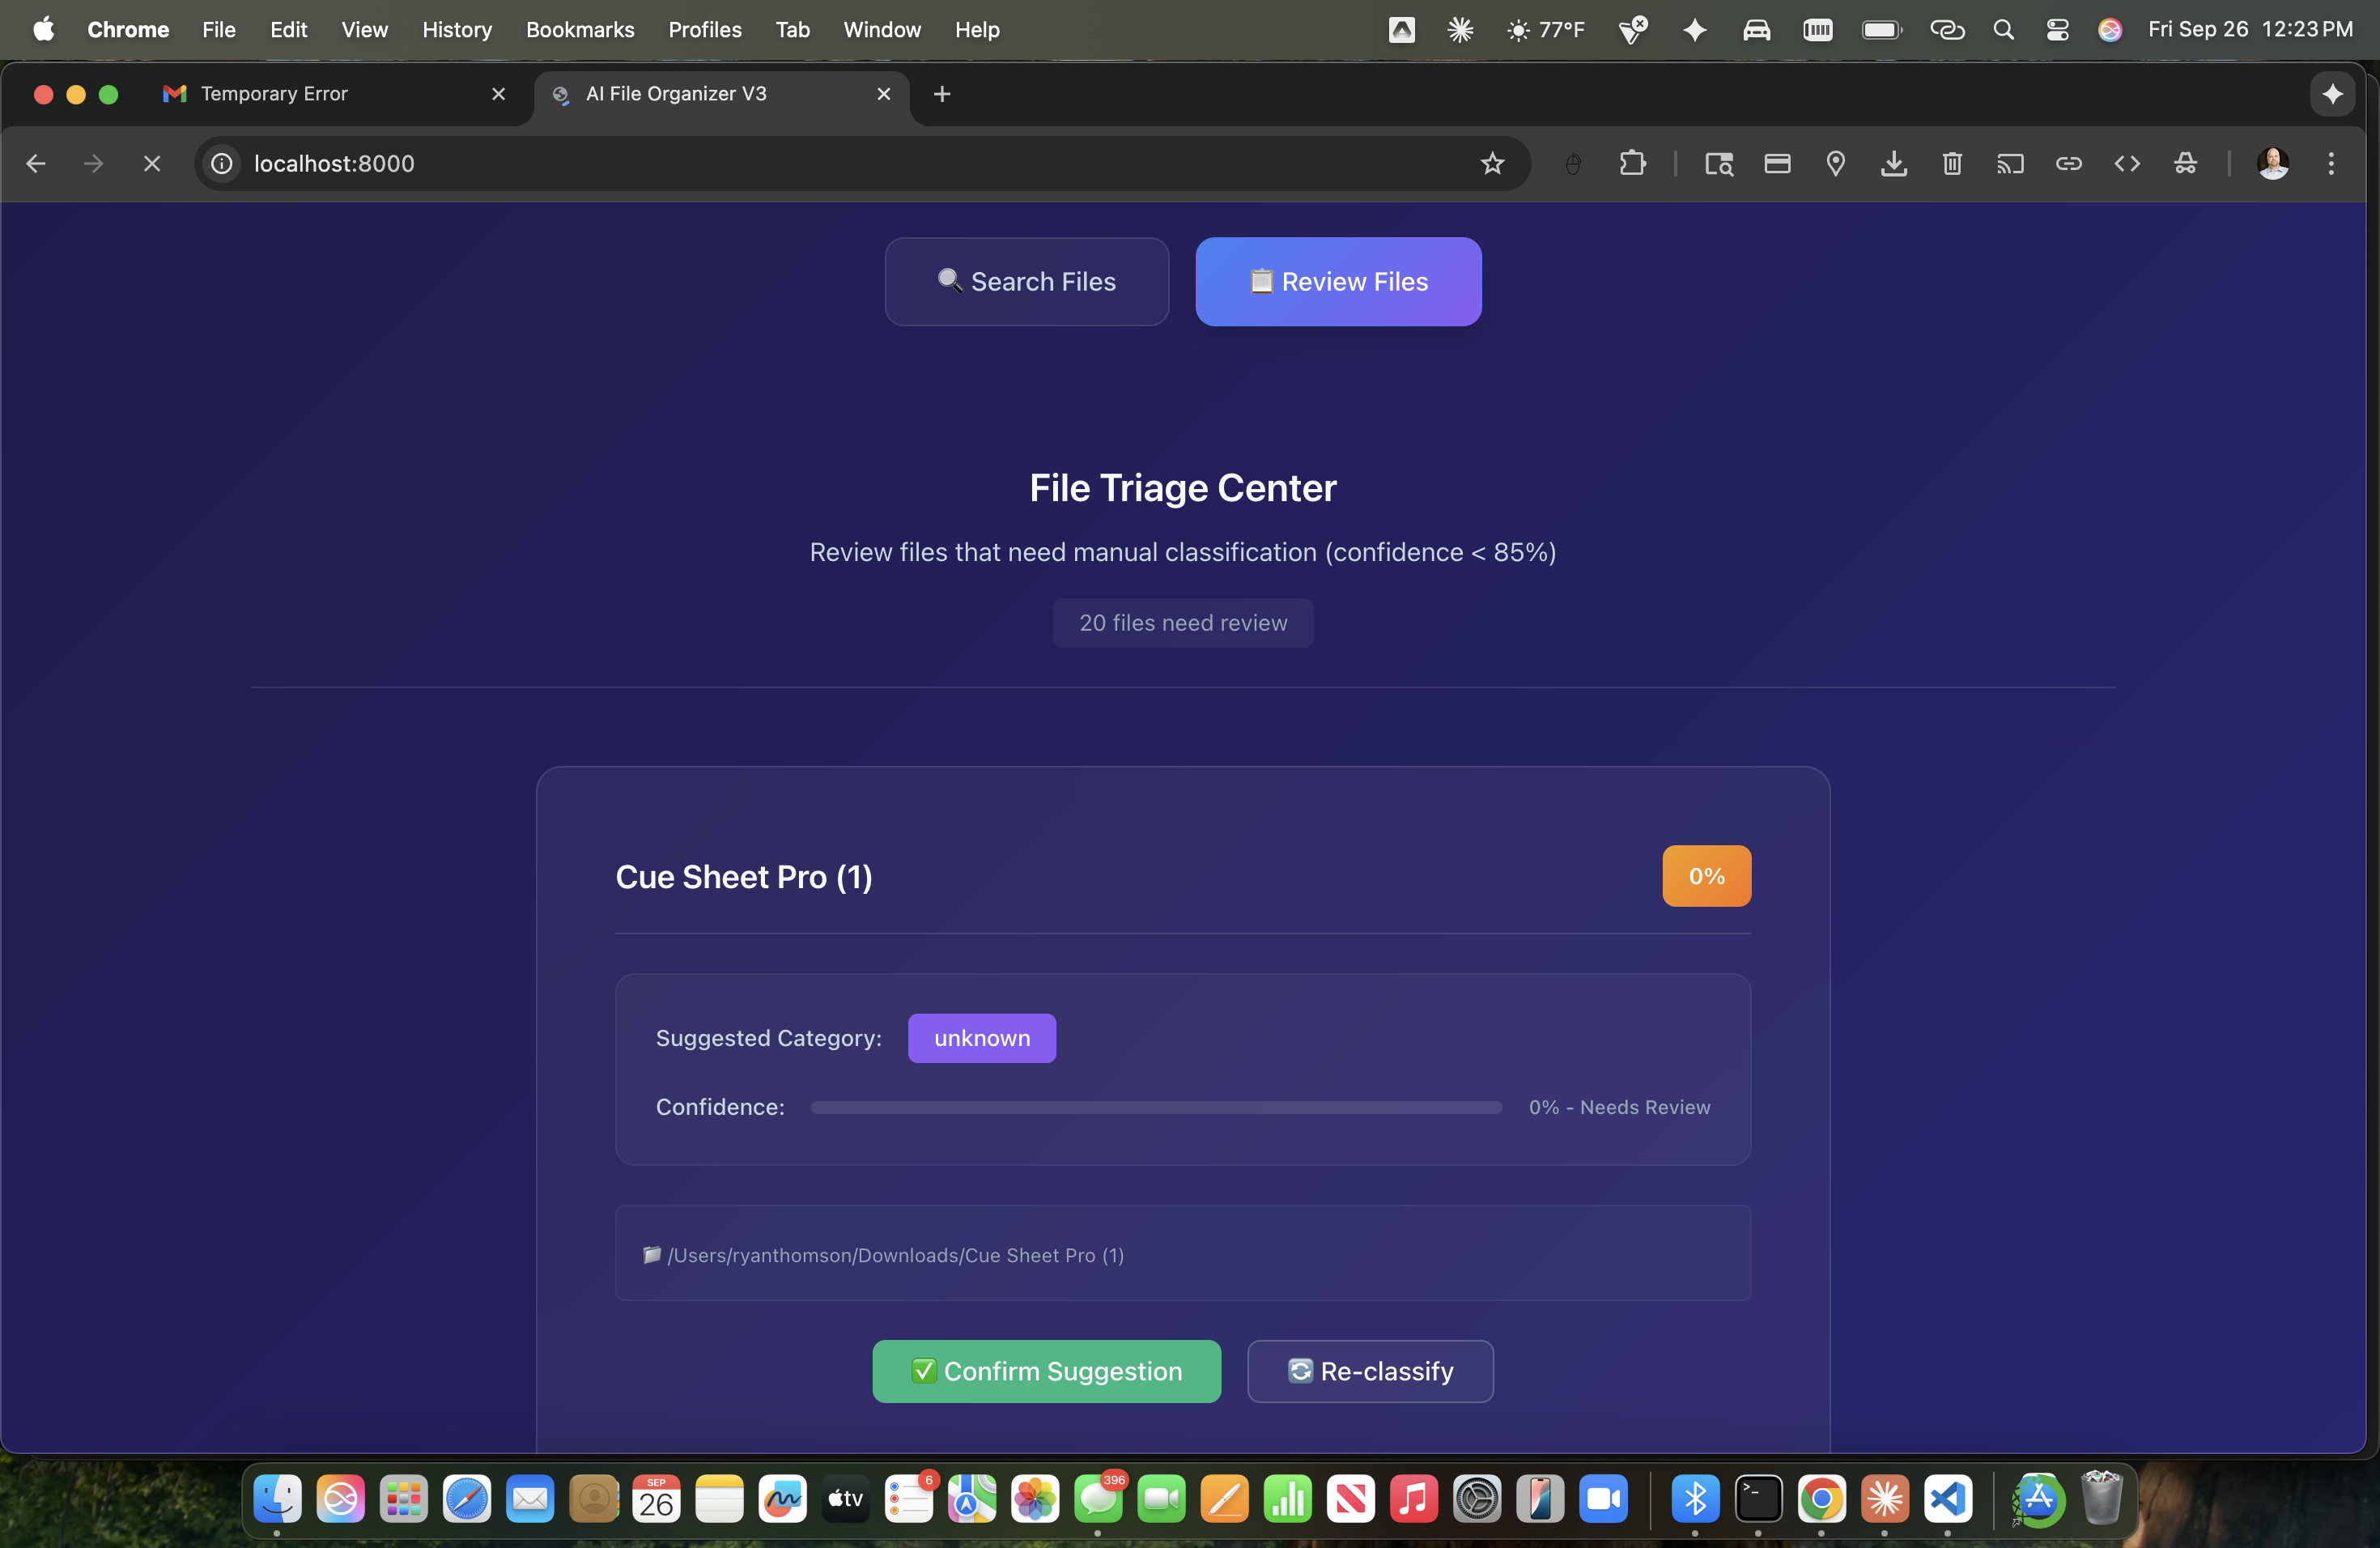 Chrome File Edit View History Bookmarks Profiles Tab Window Help 77°F Fri Sep 26 12:23 PM
Temporary Error AI File Organizer V3
localhost:8000
🔍 Search Files 📋 Review Files
File Triage Center
Review files that need manual classification (confidence < 85%)
20 files need review
Cue Sheet Pro (1) 0%
Suggested Category: unknown
Confidence: 0% - Needs Review
📁 /Users/ryanthomson/Downloads/Cue Sheet Pro (1)
✅ Confirm Suggestion 🔄 Re-classify
SEP 26 tv 6 396